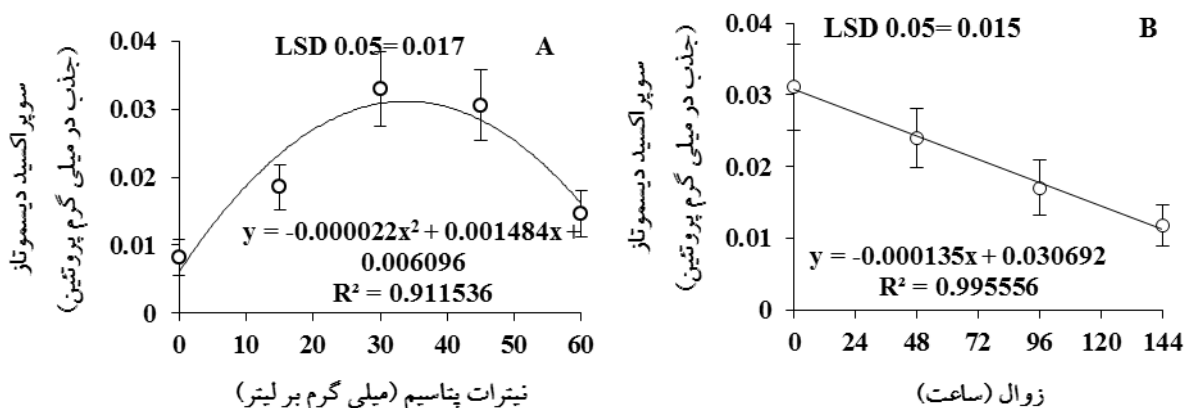 LSD 0.05= 0.017
A
سوپراکسید دیسموتاز
(جذب در میلی گرم پروتئین)
0.04
0.03
0.02
0.01
0
y = -0.000022x² + 0.001484x +
0.006096
R² = 0.911536
0 10 20 30 40 50 60
نیترات پتاسیم (میلی گرم بر لیتر)
LSD 0.05= 0.015
B
سوپراکسید دیسموتاز
(جذب در میلی گرم پروتئین)
0.04
0.03
0.02
0.01
0
y = -0.000135x + 0.030692
R² = 0.995556
0 24 48 72 96 120 144
زوال (ساعت)